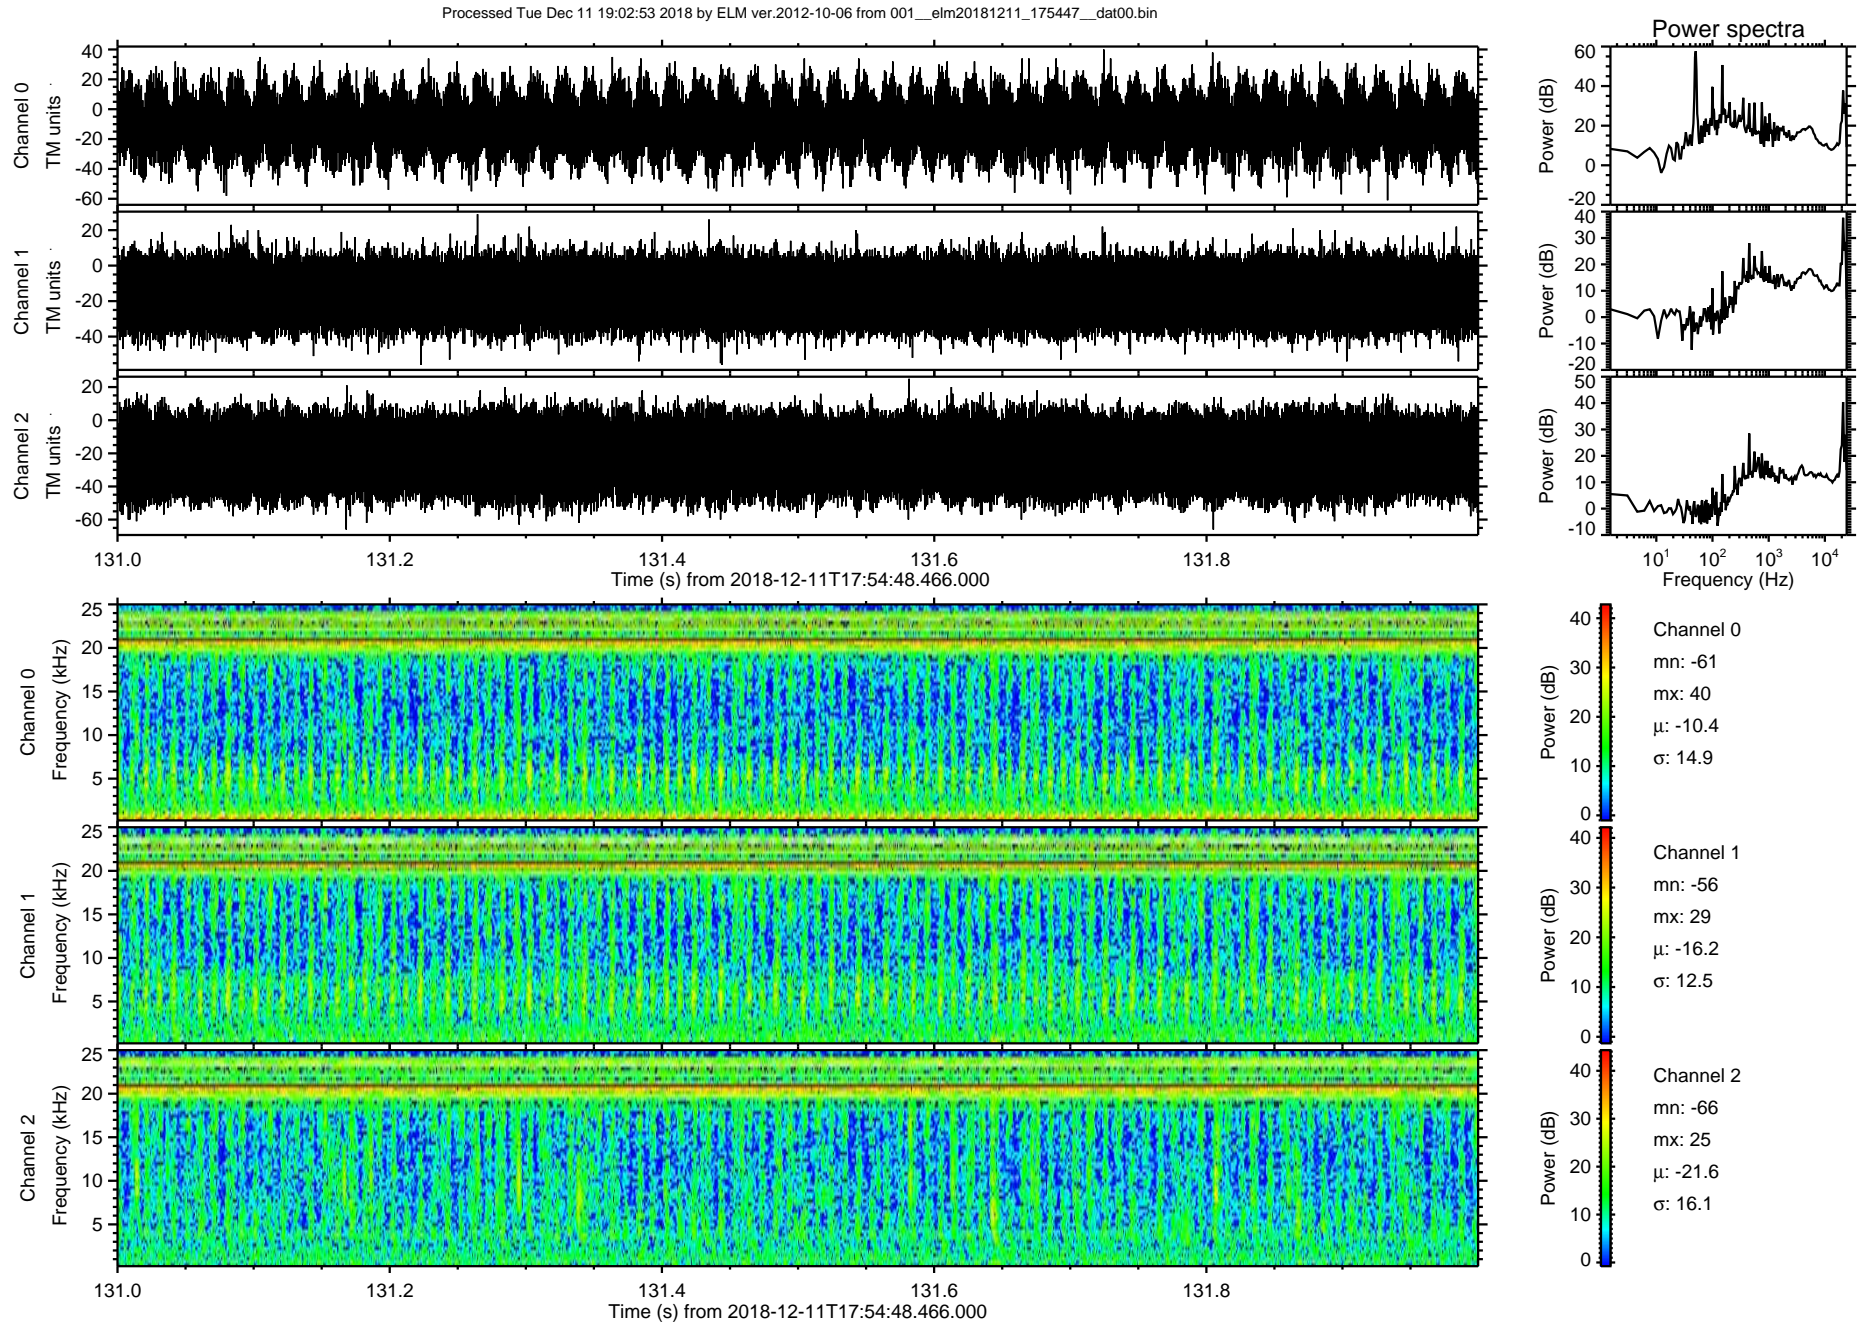 Processed Tue Dec 11 19:02:53 2018 by ELM ver.2012-10-06 from 001__elm20181211_175447__dat00.bin
Power spectra
Channel 0
TM units
40
20
0
-20
-40
-60
Power (dB)
60
40
20
0
-20
Channel 1
TM units
20
0
-20
-40
Power (dB)
40
30
20
10
0
-10
-20
Channel 2
TM units
20
0
-20
-40
-60
Power (dB)
50
40
30
20
10
0
-10
131.0 131.2 131.4 131.6 131.8
Time (s) from 2018-12-11T17:54:48.466.000
10^1 10^2 10^3 10^4
Frequency (Hz)
Channel 0
Frequency (kHz)
25
20
15
10
5
Power (dB)
40
30
20
10
0
Channel 0
mn: -61
mx: 40
μ: -10.4
σ: 14.9
Channel 1
Frequency (kHz)
25
20
15
10
5
Power (dB)
40
30
20
10
0
Channel 1
mn: -56
mx: 29
μ: -16.2
σ: 12.5
Channel 2
Frequency (kHz)
25
20
15
10
5
Power (dB)
40
30
20
10
0
Channel 2
mn: -66
mx: 25
μ: -21.6
σ: 16.1
131.0 131.2 131.4 131.6 131.8
Time (s) from 2018-12-11T17:54:48.466.000